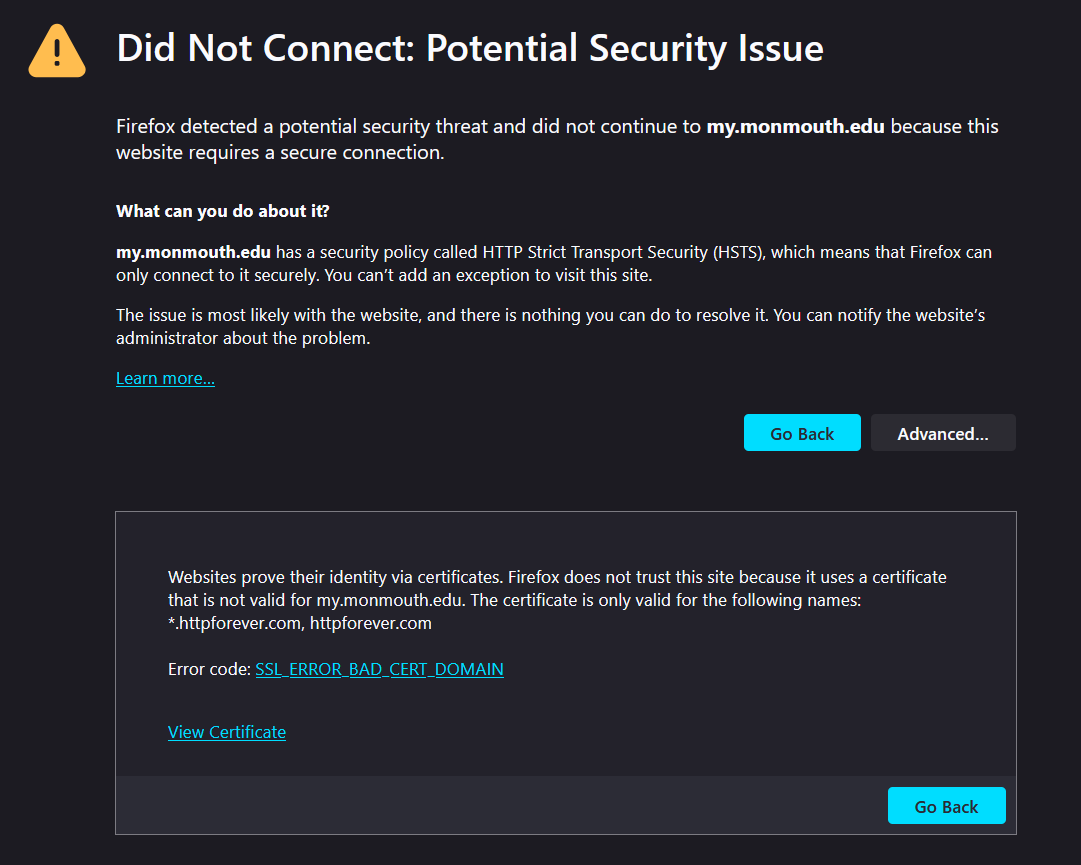 Did Not Connect: Potential Security Issue
Firefox detected a potential security threat and did not continue to my.monmouth.edu because this
website requires a secure connection.
What can you do about it?
my.monmouth.edu has a security policy called HTTP Strict Transport Security (HSTS), which means that Firefox can
only connect to it securely. You can’t add an exception to visit this site.
The issue is most likely with the website, and there is nothing you can do to resolve it. You can notify the website’s
administrator about the problem.
Learn more...
Go Back
Advanced...
Websites prove their identity via certificates. Firefox does not trust this site because it uses a certificate
that is not valid for my.monmouth.edu. The certificate is only valid for the following names:
*.httpforever.com, httpforever.com
Error code: SSL_ERROR_BAD_CERT_DOMAIN
View Certificate
Go Back